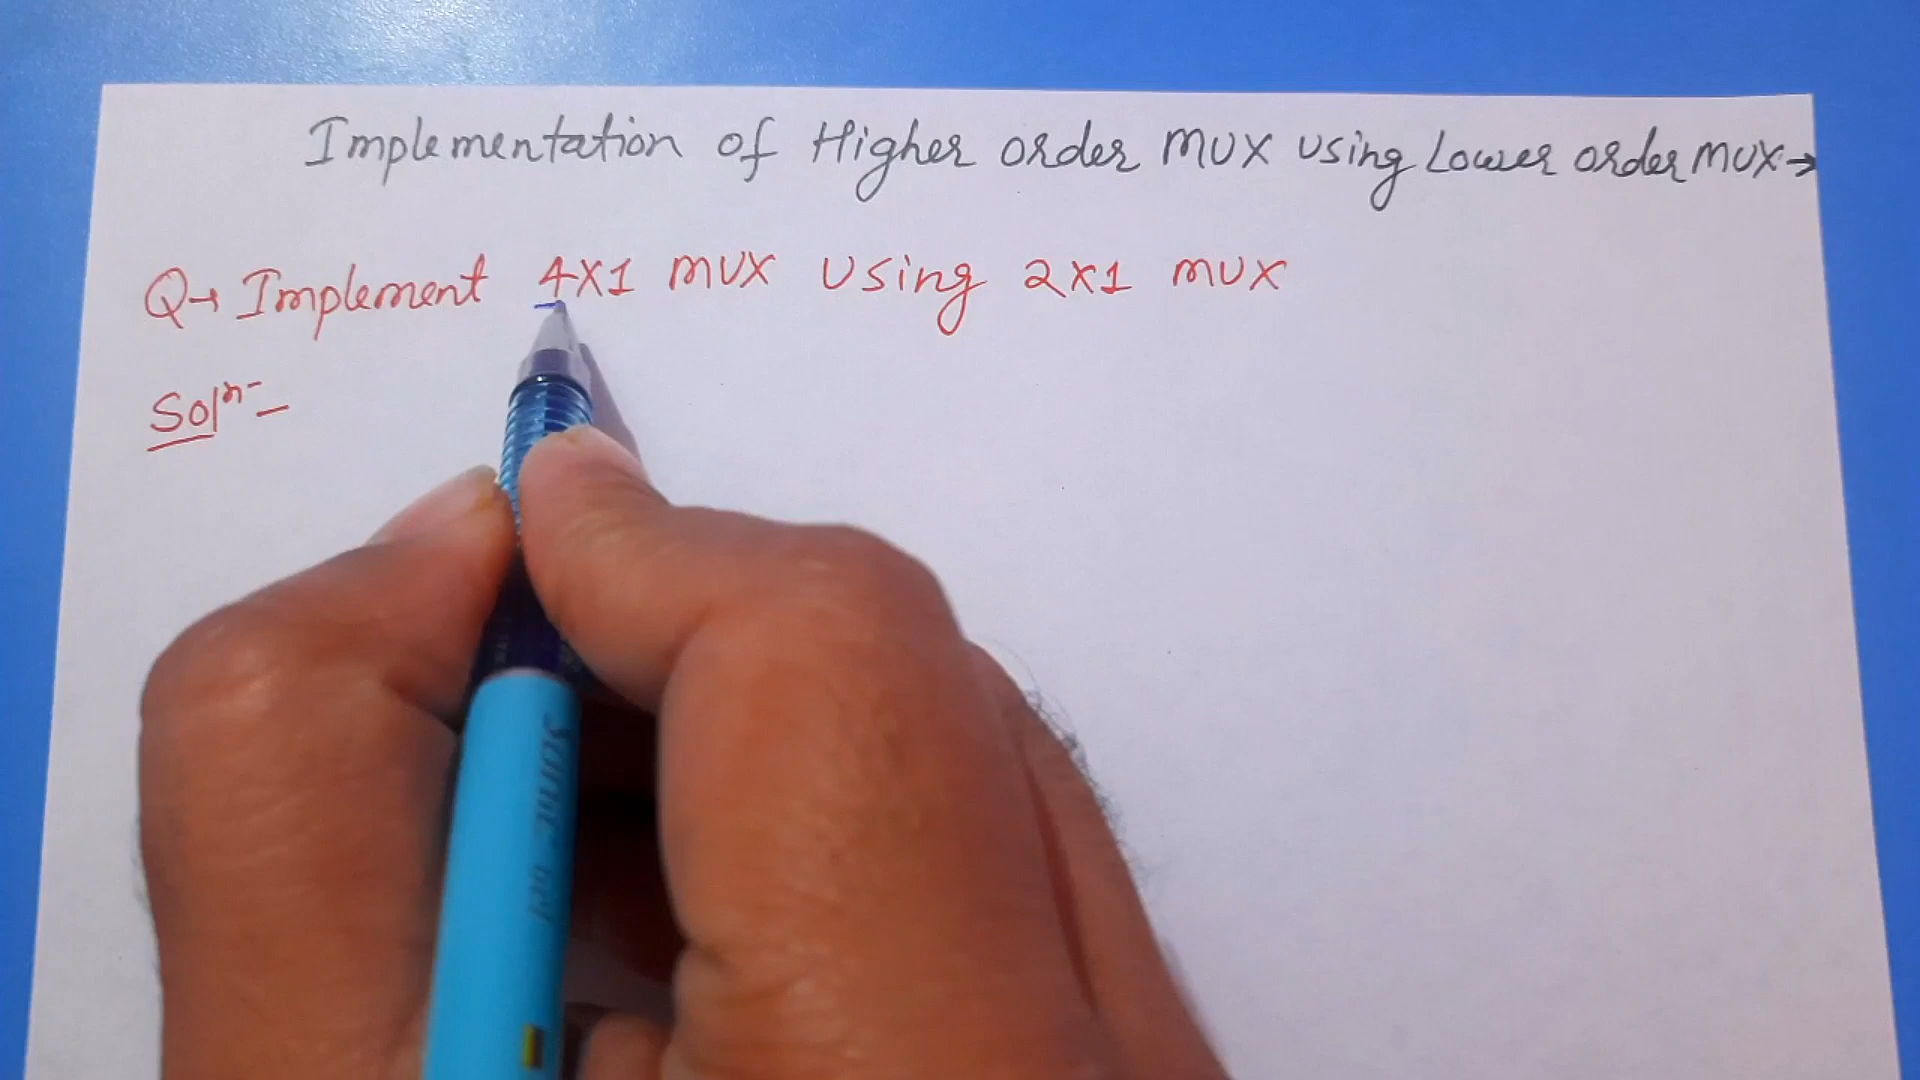 Implementation of Higher order MUX using Lower order MUX→
Q→ Implement 4X1 MUX Using 2X1 MUX
Solⁿ-